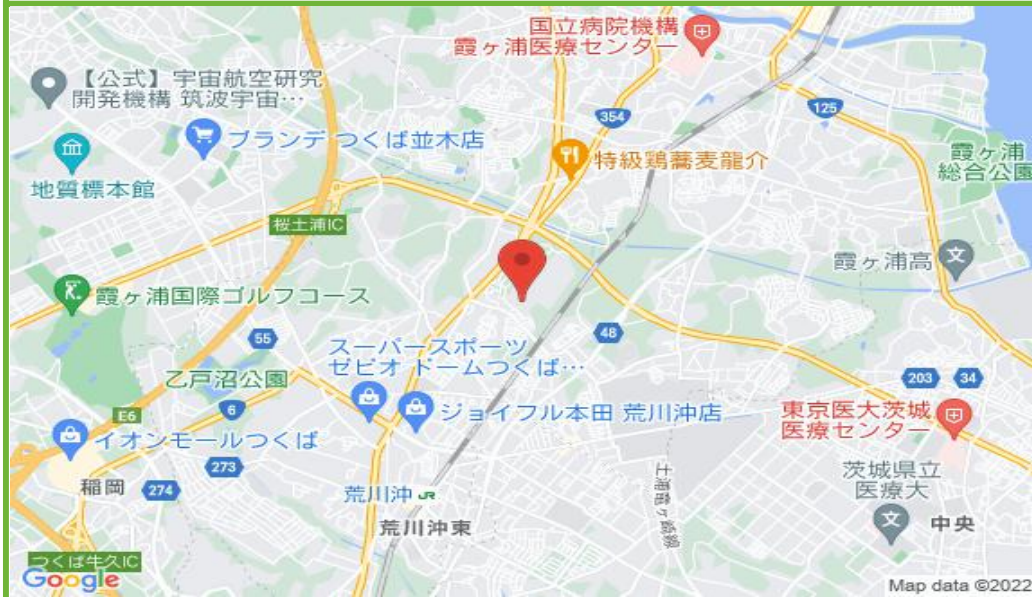 国立病院機構
霞ヶ浦医療センター
【公式】宇宙航空研究
開発機構 筑波宇宙…
ブランデ つくば並木店
地質標本館
354
125
特級鶏蕎麦龍介
霞ヶ浦
総合公園
桜土浦IC
霞ヶ浦高
霞ヶ浦国際ゴルフコース
55
48
スーパースポーツ
ゼビオ ドームつくば…
乙戸沼公園
203
34
E6
6
ジョイフル本田 荒川沖店
東京医大茨城
医療センター
イオンモールつくば
273
稲岡
274
荒川沖 JR
土浦竜ヶ崎線
茨城県立
医療大
荒川沖東
中央
つくば牛久IC
Google
Map data ©2022